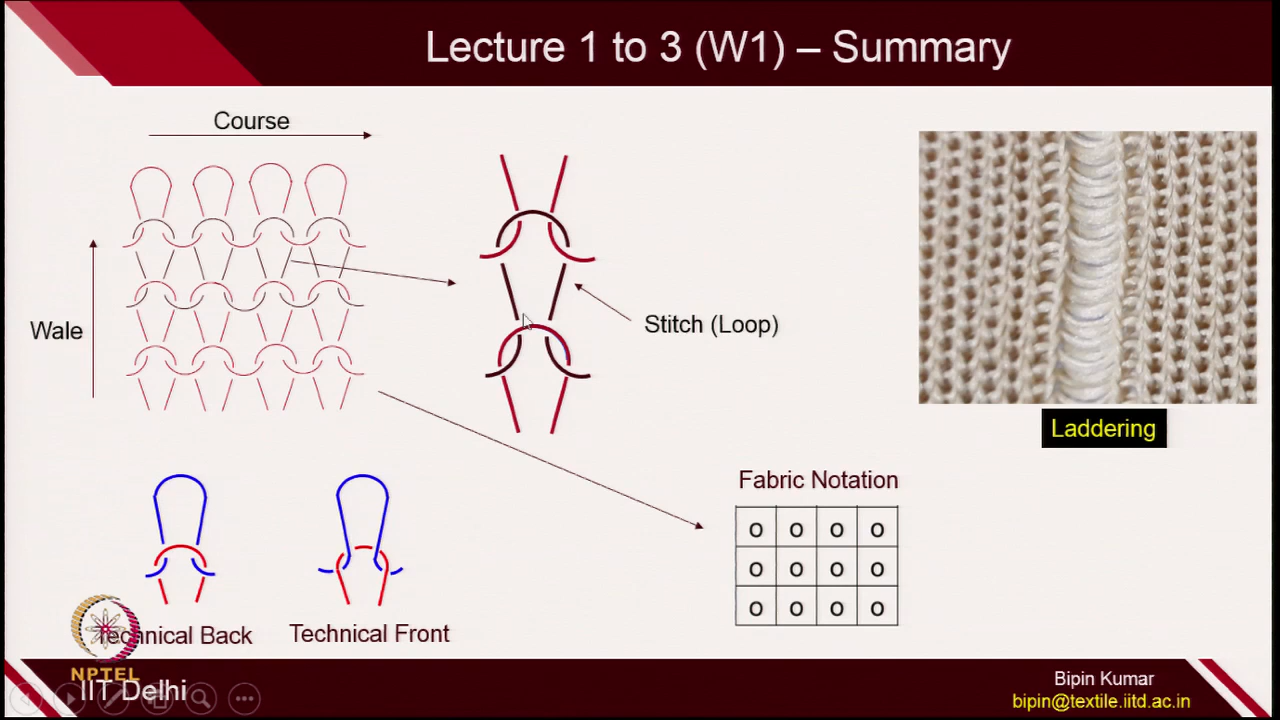 Lecture 1 to 3 (W1) – Summary
Course
Wale
Stitch (Loop)
Laddering
Fabric Notation
o o o o
o o o o
o o o o
Technical Back
Technical Front
NPTEL
IIT Delhi
Bipin Kumar
bipin@textile.iitd.ac.in